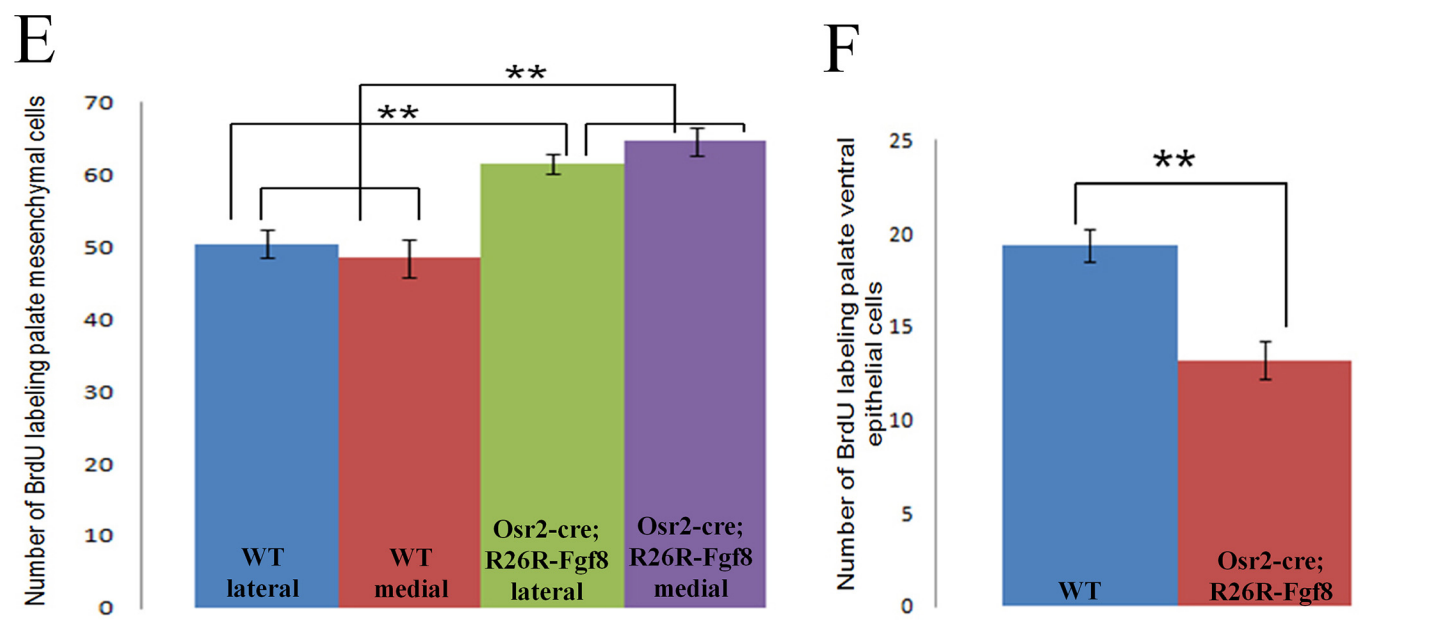 E
Number of BrdU labeling palate mesenchymal cells
70
60
50
40
30
20
10
0
**
**
WT
lateral
WT
medial
Osr2-cre;
R26R-Fgf8
lateral
Osr2-cre;
R26R-Fgf8
medial
F
Number of BrdU labeling palate ventral
epithelial cells
25
20
15
10
5
0
**
WT
Osr2-cre;
R26R-Fgf8